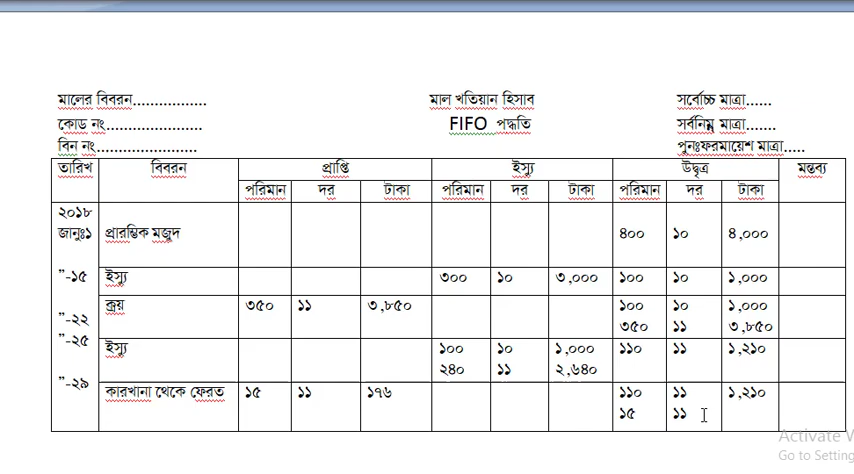 মালের বিবরন................. মাল খতিয়ান হিসাব সর্বোচ্চ মাত্রা......
কোড নং...................... FIFO পদ্ধতি সর্বনিম্ন মাত্রা.......
বিন নং....................... পুনঃফরমায়েশ মাত্রা.....
তারিখ বিবরন প্রাপ্তি ইস্যু উদ্বৃত্র মন্তব্য
পরিমান দর টাকা পরিমান দর টাকা পরিমান দর টাকা
২০১৮
জানুঃ১ প্রারম্বিক মজুদ ৪০০ ১০ ৪,০০০
”-১৫ ইস্যু ৩০০ ১০ ৩,০০০ ১০০ ১০ ১,০০০
ক্রয় ৩৫০ ১১ ৩,৮৫০ ১০০ ১০ ১,০০০
”-২২ ৩৫০ ১১ ৩,৮৫০
”-২৫ ইস্যু ১০০ ১০ ১,০০০ ১১০ ১১ ১,২১০
২৪০ ১১ ২,৬৪০
”-২৯ কারখানা থেকে ফেরত ১৫ ১১ ১৭৬ ১১০ ১১ ১,২১০
১৫ ১১
Activate W
Go to Setting